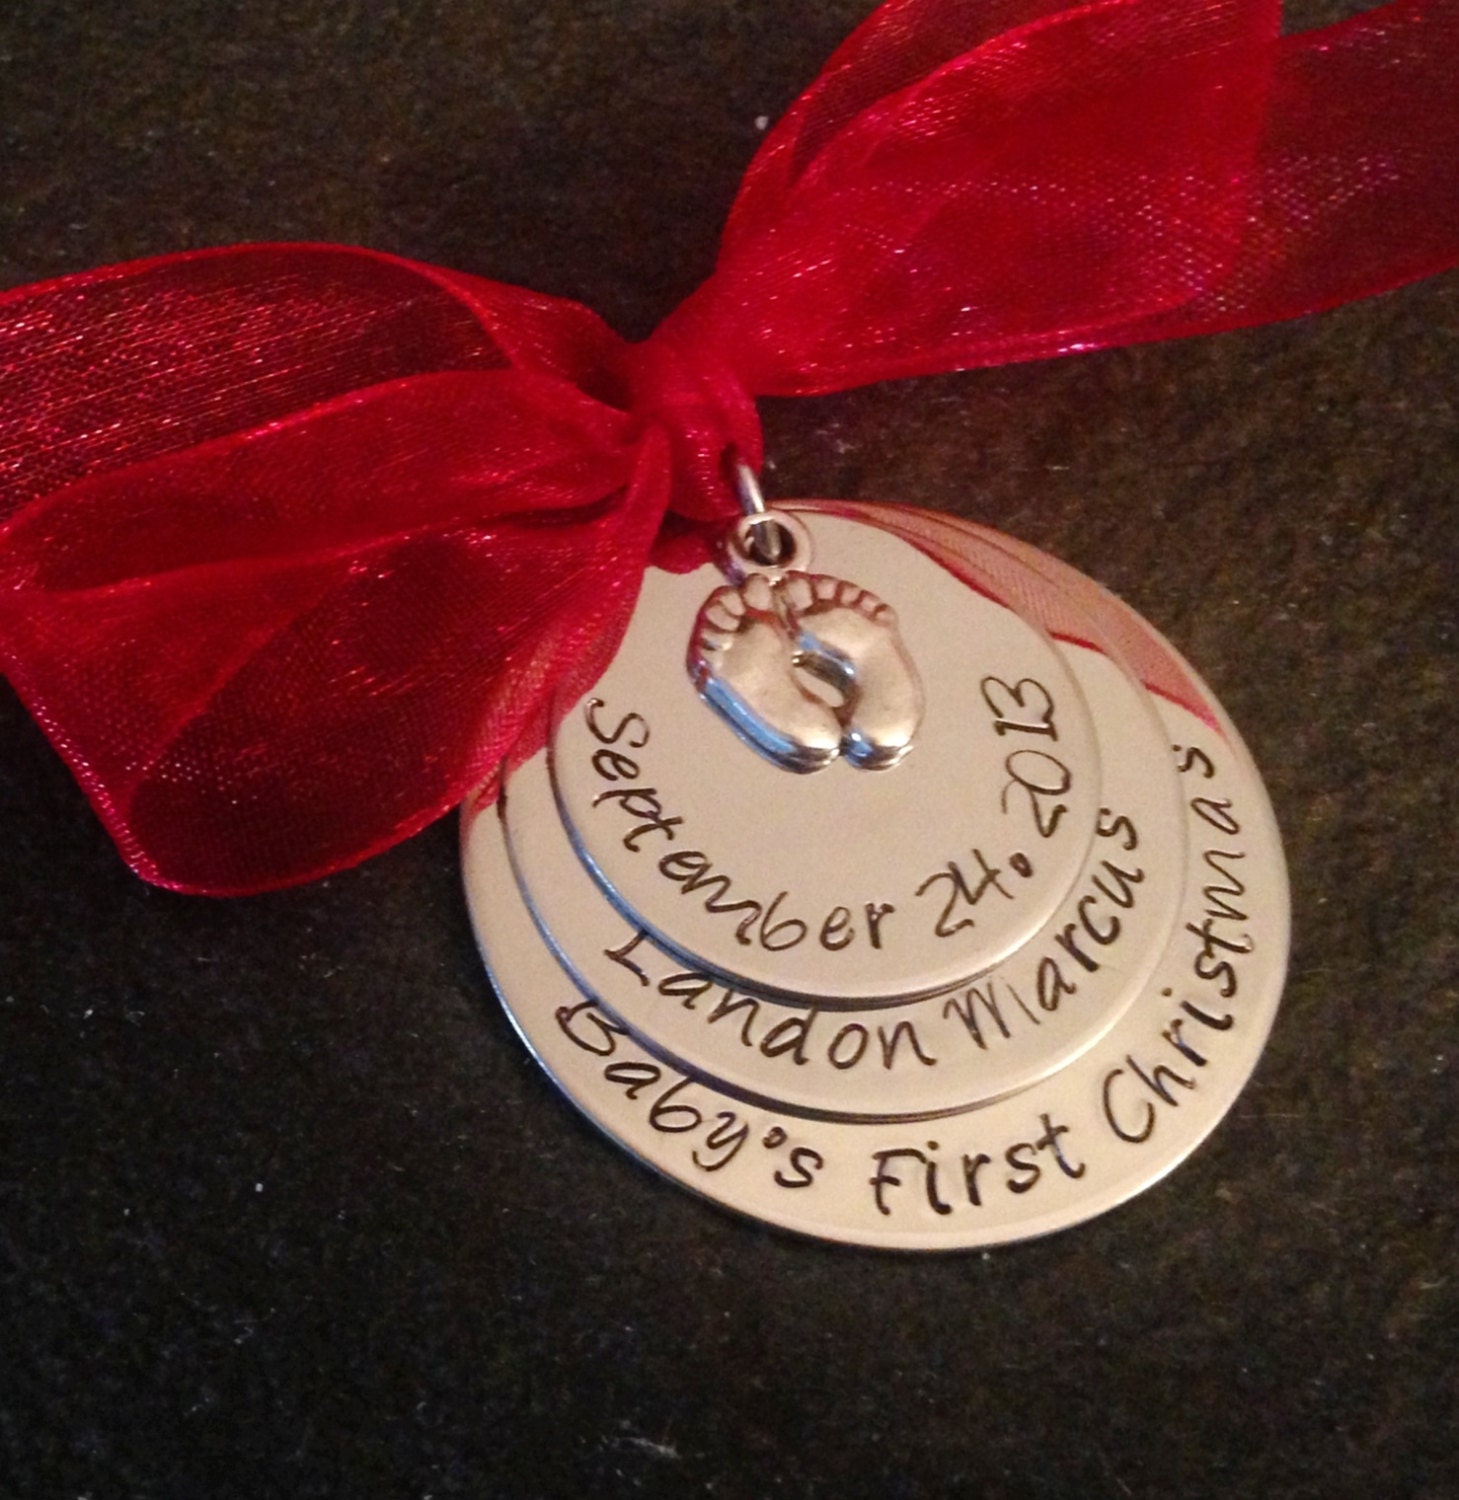 September 24. 2013
Landon Marcus
Baby's First Christmas